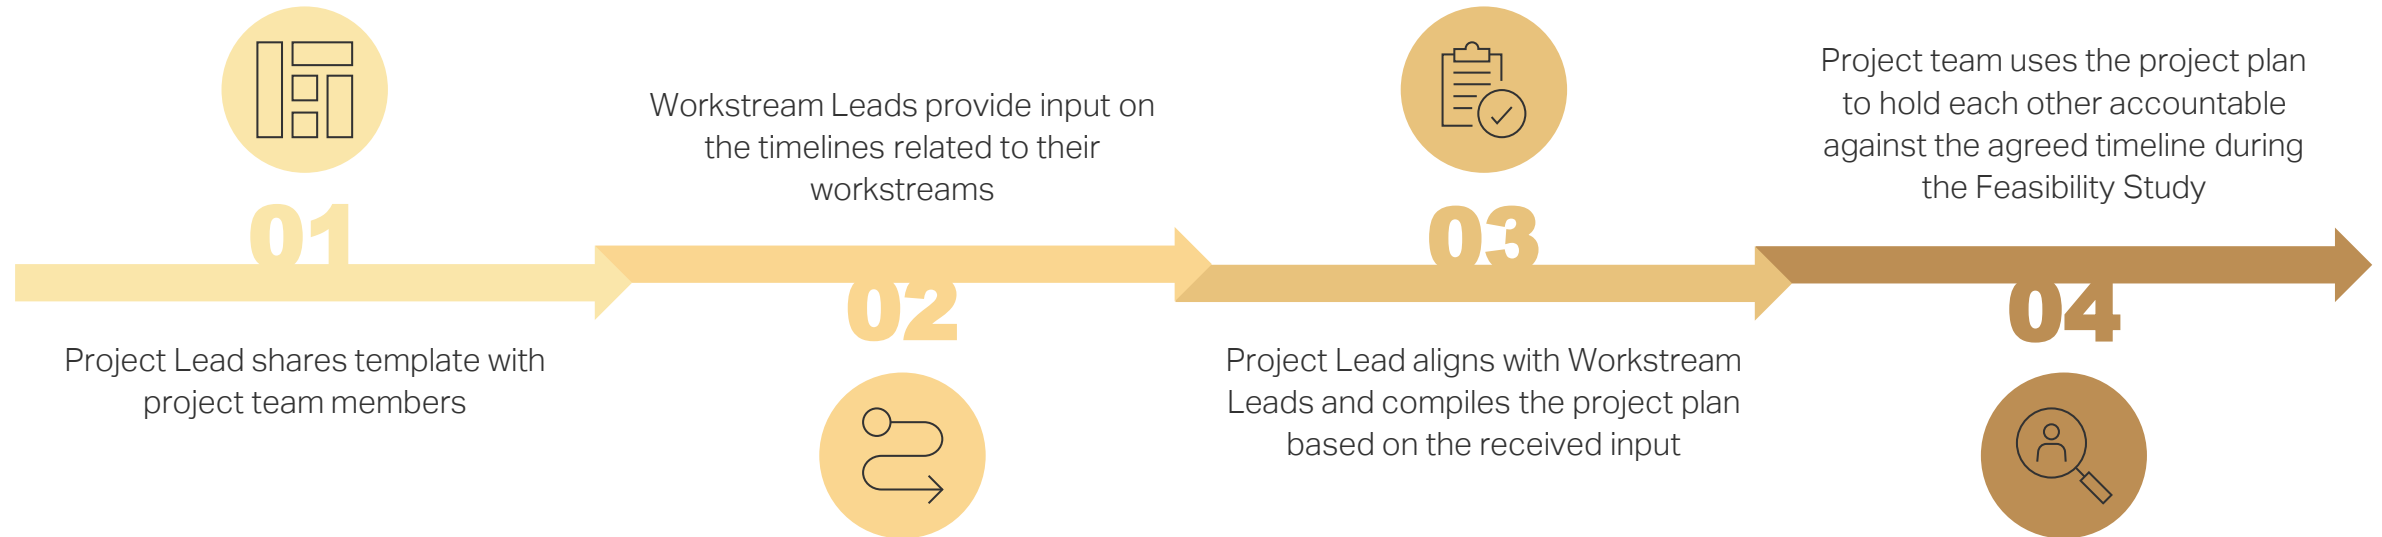 01
Project Lead shares template with
project team members
Workstream Leads provide input on
the timelines related to their
workstreams
02
03
Project Lead aligns with Workstream
Leads and compiles the project plan
based on the received input
Project team uses the project plan
to hold each other accountable
against the agreed timeline during
the Feasibility Study
04